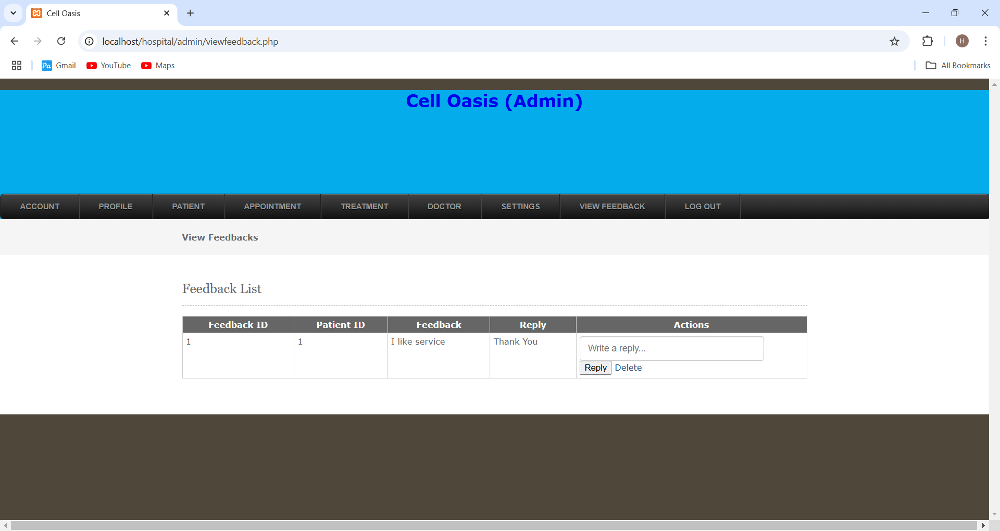 Cell Oasis
localhost/hospital/admin/viewfeedback.php
H
Pa Gmail YouTube Maps All Bookmarks
Cell Oasis (Admin)
ACCOUNT PROFILE PATIENT APPOINTMENT TREATMENT DOCTOR SETTINGS VIEW FEEDBACK LOG OUT
View Feedbacks
Feedback List
Feedback ID Patient ID Feedback Reply Actions
1 1 I like service Thank You Write a reply...
Reply Delete